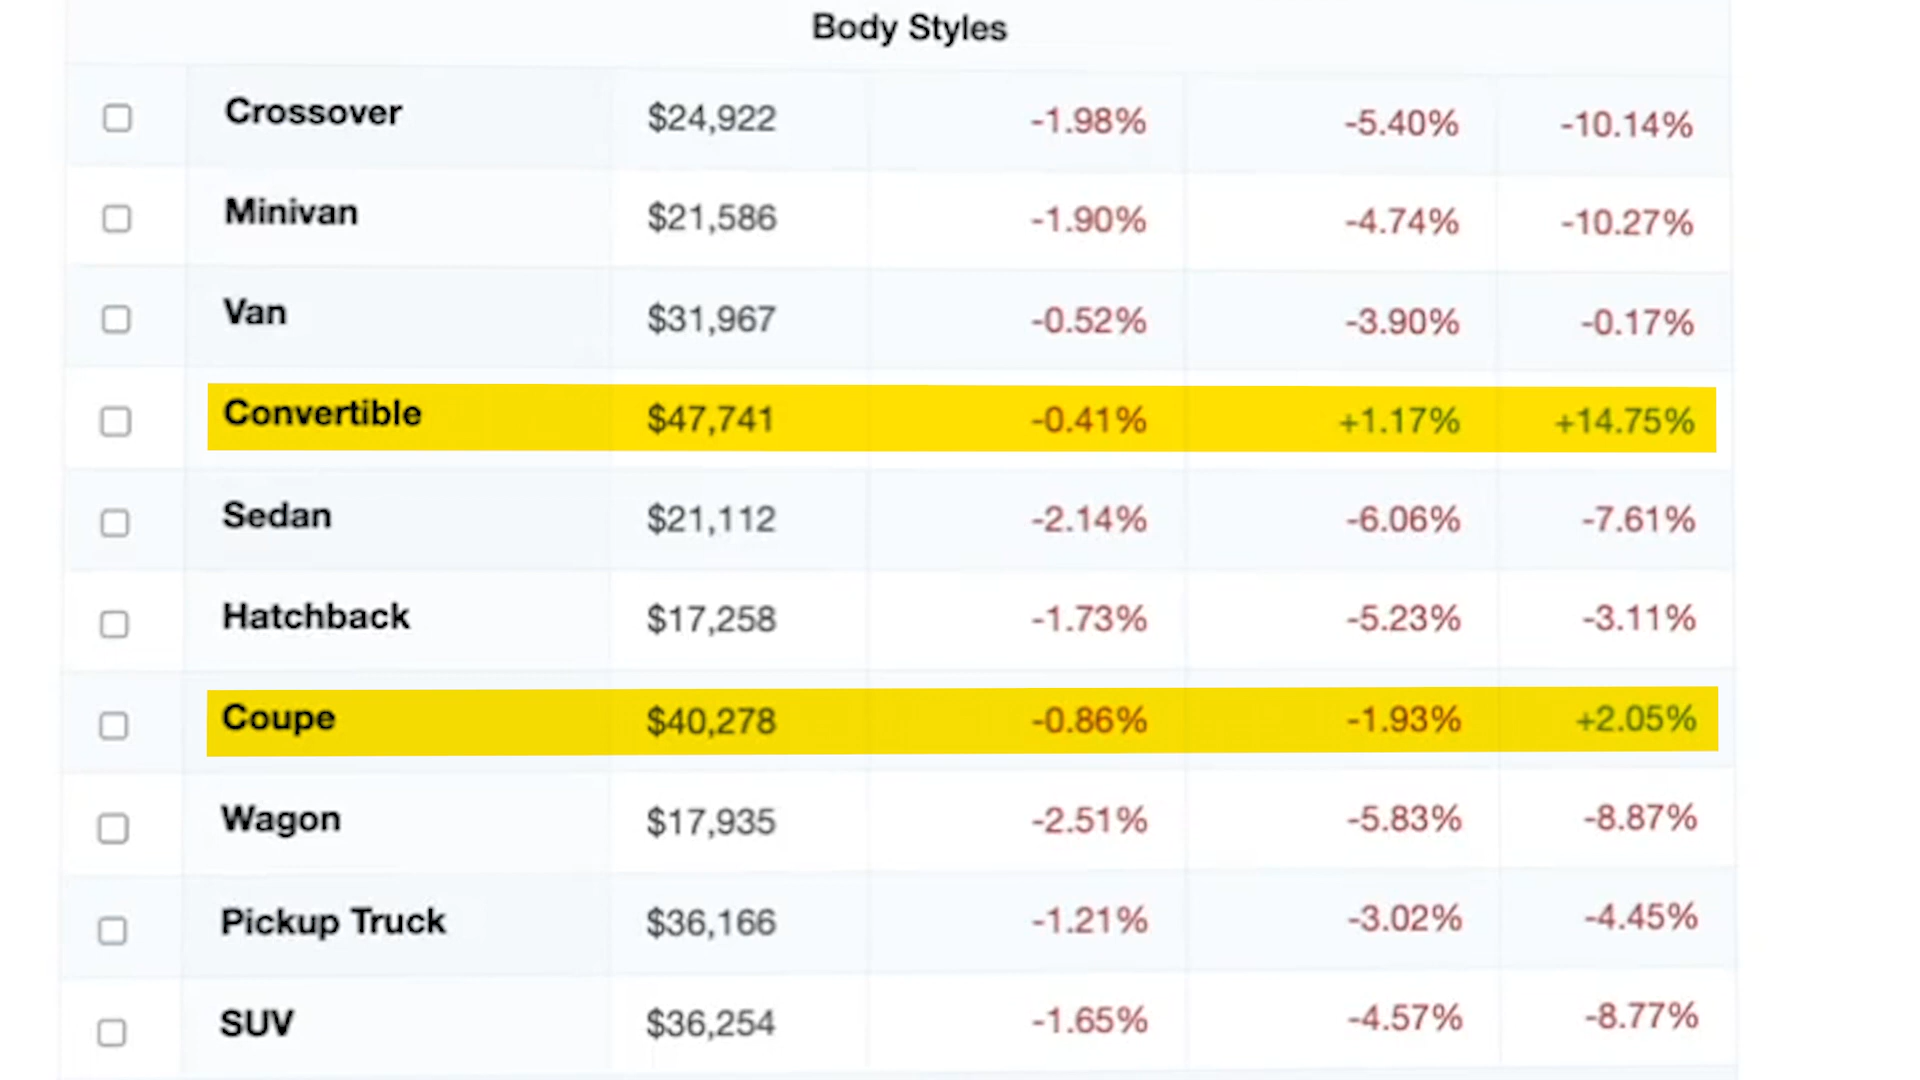 Body Styles
Crossover $24,922 -1.98% -5.40% -10.14%
Minivan $21,586 -1.90% -4.74% -10.27%
Van $31,967 -0.52% -3.90% -0.17%
Convertible $47,741 -0.41% +1.17% +14.75%
Sedan $21,112 -2.14% -6.06% -7.61%
Hatchback $17,258 -1.73% -5.23% -3.11%
Coupe $40,278 -0.86% -1.93% +2.05%
Wagon $17,935 -2.51% -5.83% -8.87%
Pickup Truck $36,166 -1.21% -3.02% -4.45%
SUV $36,254 -1.65% -4.57% -8.77%